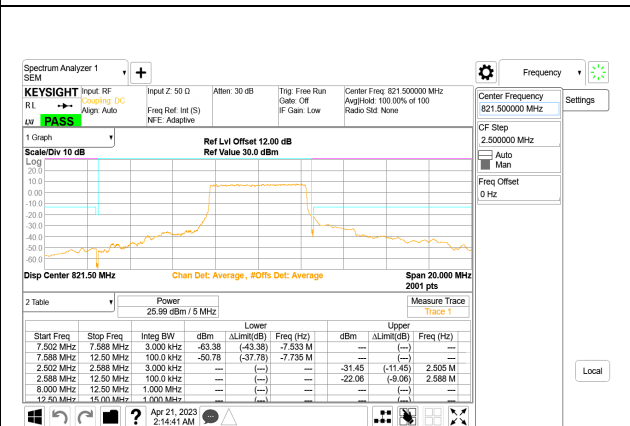 Spectrum Analyzer 1
SEM
Frequency
KEYSIGHT
Input: RF
Coupling: DC
Align: Auto
Input Z: 50 Ω
Freq Ref: Int (S)
NFE: Adaptive
Atten: 30 dB
Trig: Free Run
Gate: Off
IF Gain: Low
Center Freq: 821.500000 MHz
Avg|Hold: 100.00% of 100
Radio Std: None
R L
LXI
PASS
Center Frequency
821.500000 MHz
Settings
CF Step
2.500000 MHz
Auto
Man
Freq Offset
0 Hz
1 Graph
Scale/Div 10 dB
Ref Lvl Offset 12.00 dB
Ref Value 30.0 dBm
Log
20.0
10.0
0.00
-10.0
-20.0
-30.0
-40.0
-50.0
-60.0
Disp Center 821.50 MHz
Chan Det: Average, #Offs Det: Average
Span 20.000 MHz
2001 pts
2 Table
Power
25.99 dBm / 5 MHz
Measure Trace
Trace 1
Lower Upper
Start Freq Stop Freq Integ BW dBm ΔLimit(dB) Freq (Hz) dBm ΔLimit(dB) Freq (Hz)
7.502 MHz 7.588 MHz 3.000 kHz -63.38 (-43.38) -7.533 M --- (---) ---
7.588 MHz 12.50 MHz 100.0 kHz -50.78 (-37.78) -7.735 M --- (---) ---
2.502 MHz 2.588 MHz 3.000 kHz --- (---) --- -31.45 (-11.45) 2.505 M
2.588 MHz 12.50 MHz 100.0 kHz --- (---) --- -22.06 (-9.06) 2.588 M
8.000 MHz 12.50 MHz 1.000 MHz --- (---) --- --- (---) ---
12.50 MHz 15.00 MHz 1.000 MHz --- (---) --- --- (---) ---
Local
?
Apr 21, 2023
2:14:41 AM